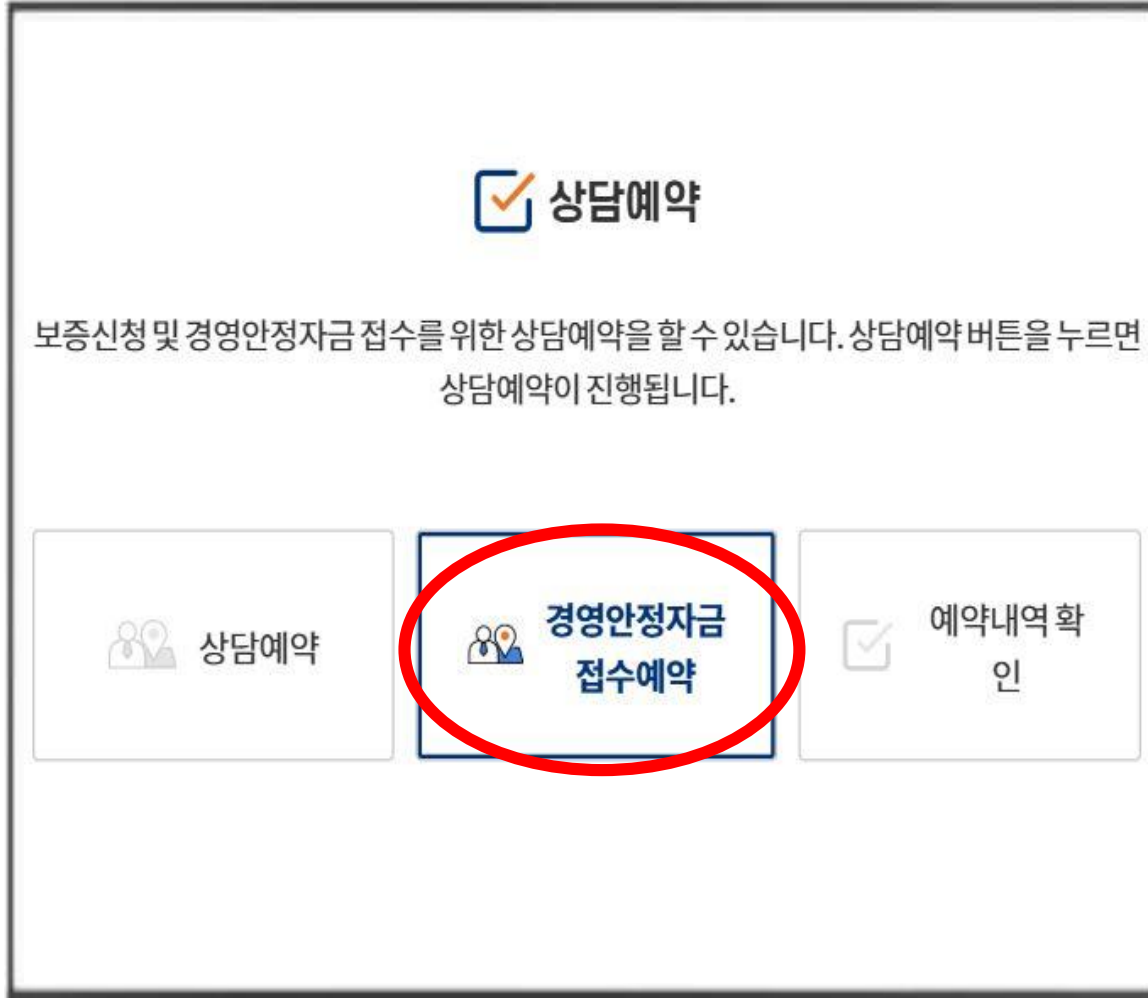 상담예약
보증신청 및 경영안정자금 접수를 위한 상담예약을 할 수 있습니다. 상담예약 버튼을 누르면
상담예약이 진행됩니다.
상담예약
경영안정자금
접수예약
예약내역 확
인